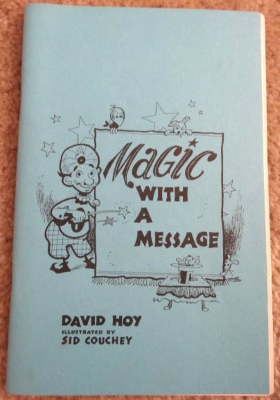 MAGIC
WITH
A
MESSAGE
DAVID HOY
ILLUSTRATED BY
SID COUCHEY